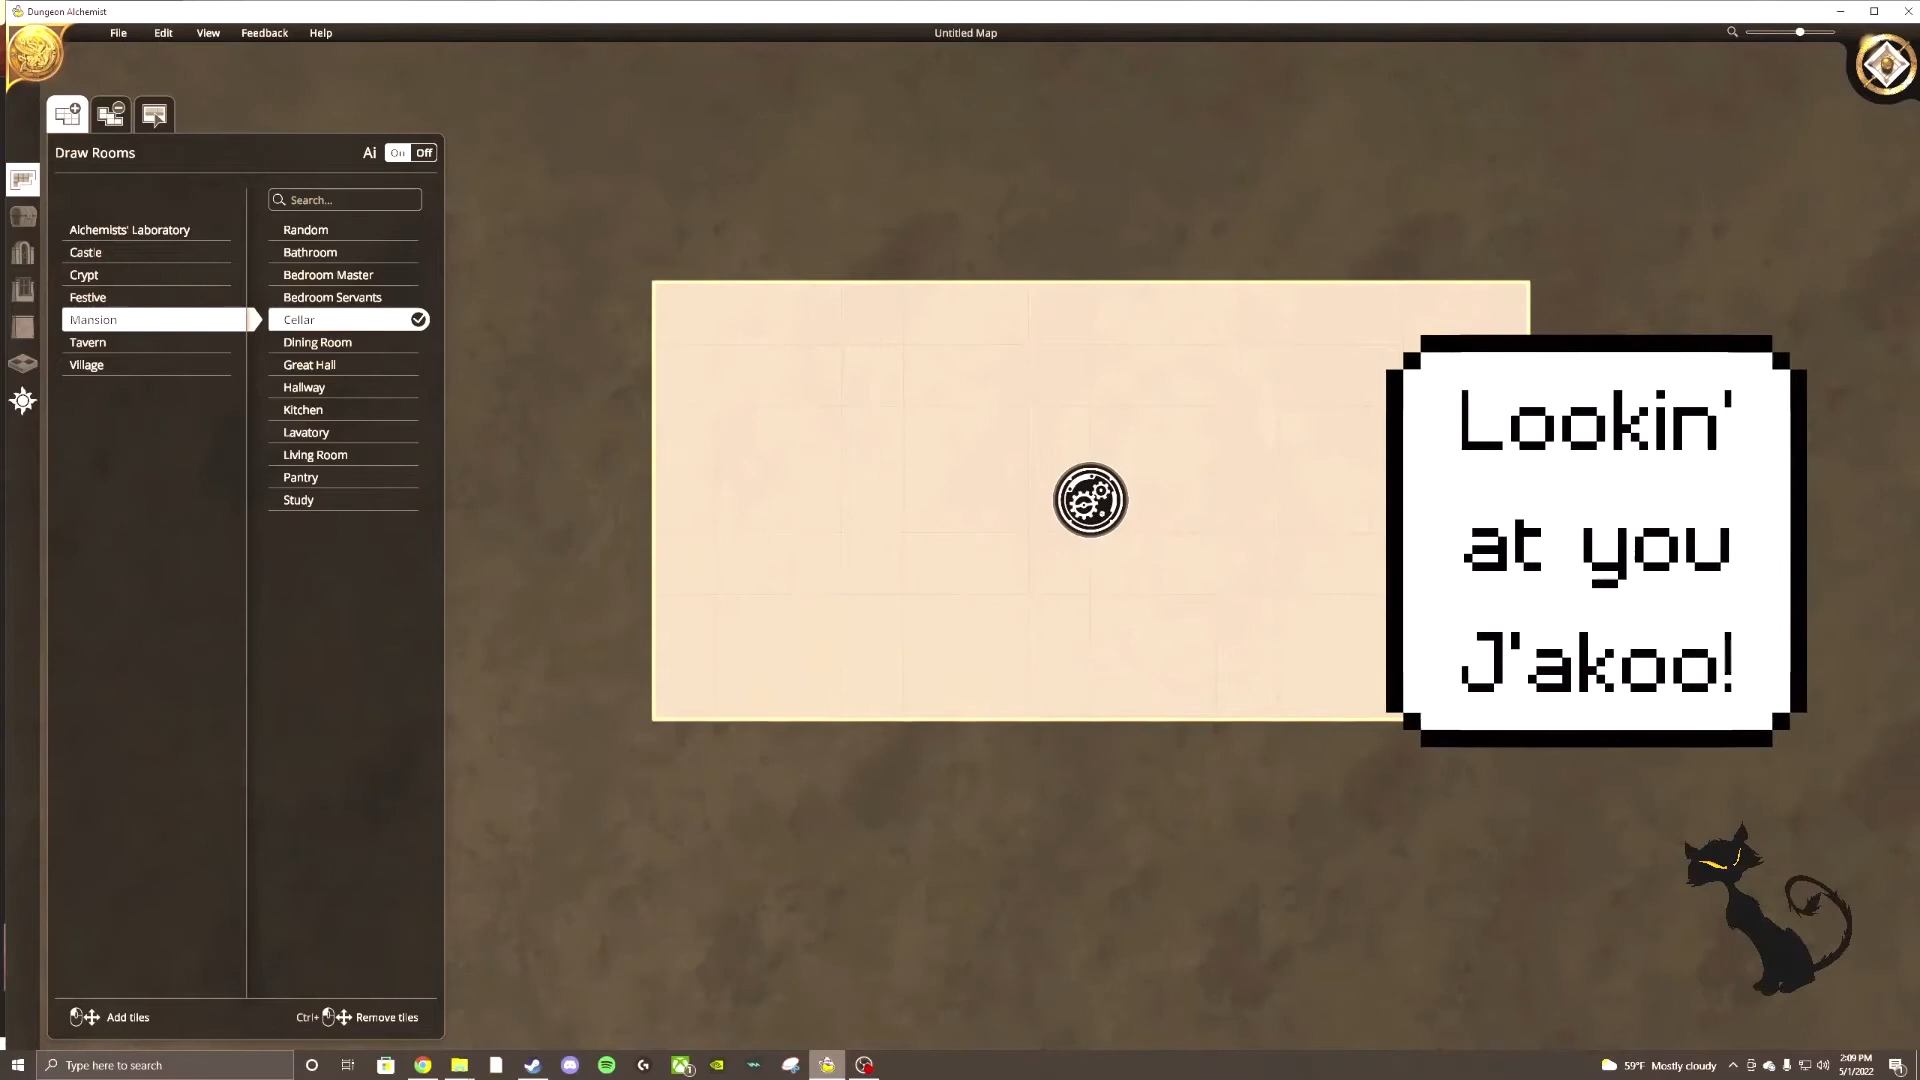 Dungeon Alchemist
File Edit View Feedback Help
Untitled Map
Draw Rooms
Ai On Off
Search...
Alchemists' Laboratory
Castle
Crypt
Festive
Mansion
Tavern
Village
Random
Bathroom
Bedroom Master
Bedroom Servants
Cellar
Dining Room
Great Hall
Hallway
Kitchen
Lavatory
Living Room
Pantry
Study
Lookin'
at you
J'akoo!
Add tiles
Ctrl+ Remove tiles
Type here to search
59°F Mostly cloudy
2:09 PM
5/1/2022